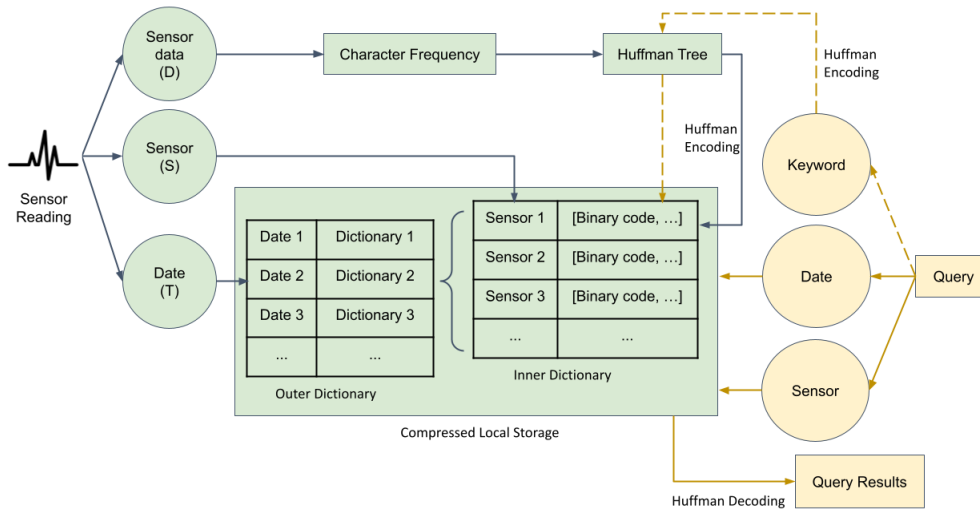 Sensor
data
(D)
Character Frequency
Huffman Tree
Huffman
Encoding
Huffman
Encoding
Sensor
(S)
Keyword
Sensor
Reading
Date
(T)
Date 1
Dictionary 1
Date 2
Dictionary 2
Date 3
Dictionary 3
...
...
Outer Dictionary
Sensor 1
[Binary code, ...]
Sensor 2
[Binary code, ...]
Sensor 3
[Binary code, ...]
...
...
Inner Dictionary
Compressed Local Storage
Date
Query
Sensor
Huffman Decoding
Query Results